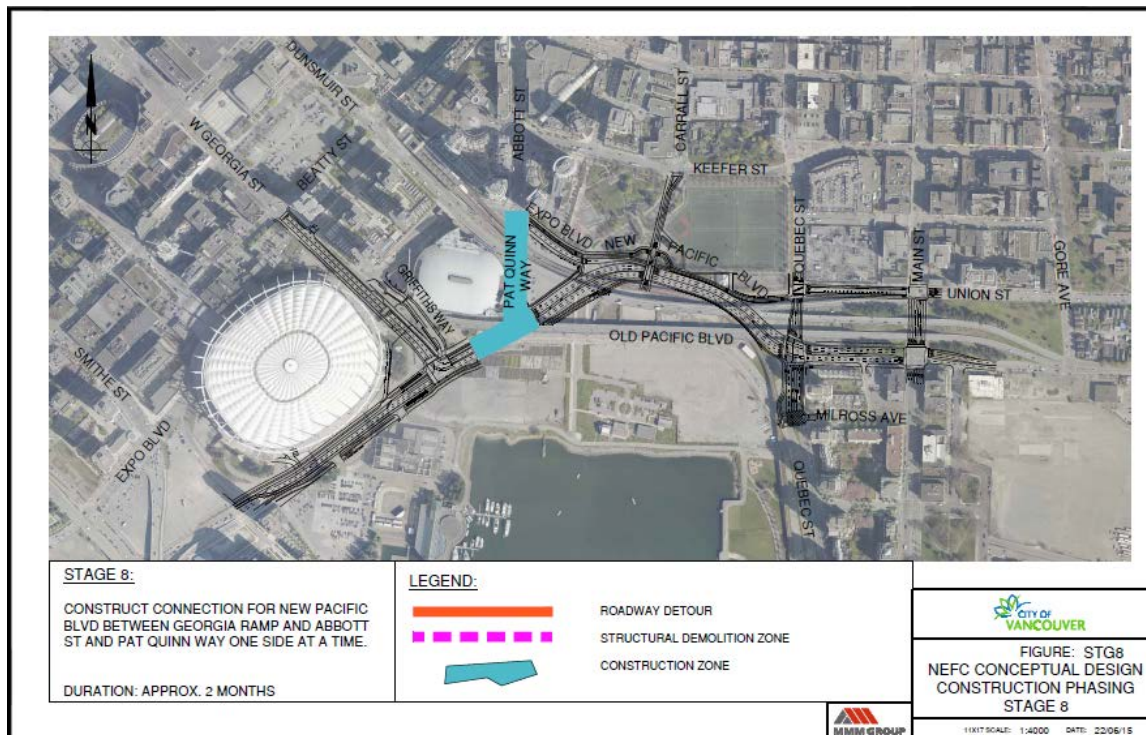 DUNSMUIR ST
W GEORGIA ST
BEATTY ST
ABBOTT ST
CARRALL ST
KEEFER ST
EXPO BLVD
NEW PACIFIC BLVD
QUEBEC ST
MAIN ST
GORE AVE
UNION ST
GRIFFITHS WAY
PAT QUINN WAY
OLD PACIFIC BLVD
SMITHE ST
EXPO BLVD
MILROSS AVE
QUEBEC ST
STAGE 8:
CONSTRUCT CONNECTION FOR NEW PACIFIC
BLVD BETWEEN GEORGIA RAMP AND ABBOTT
ST AND PAT QUINN WAY ONE SIDE AT A TIME.
DURATION: APPROX. 2 MONTHS
LEGEND:
ROADWAY DETOUR
STRUCTURAL DEMOLITION ZONE
CONSTRUCTION ZONE
CITY OF
VANCOUVER
FIGURE: STG8
NEFC CONCEPTUAL DESIGN
CONSTRUCTION PHASING
STAGE 8
MMM GROUP
11X17 SCALE: 1:4000 DATE: 22/06/15